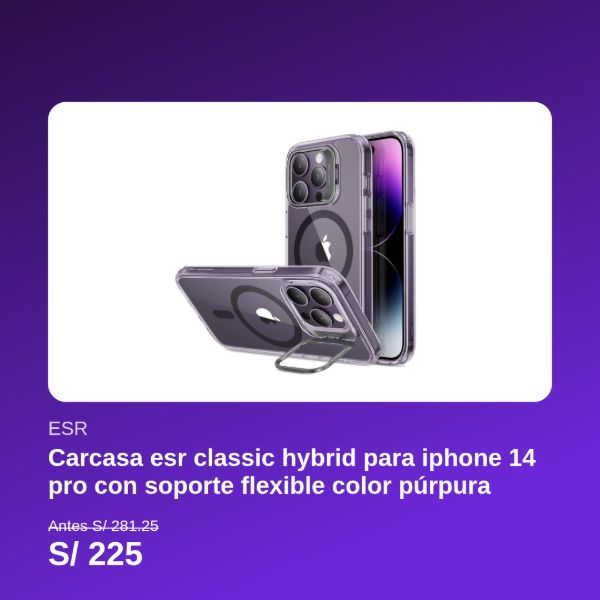 ESR
Carcasa esr classic hybrid para iphone 14
pro con soporte flexible color púrpura
Antes S/ 281.25
S/ 225